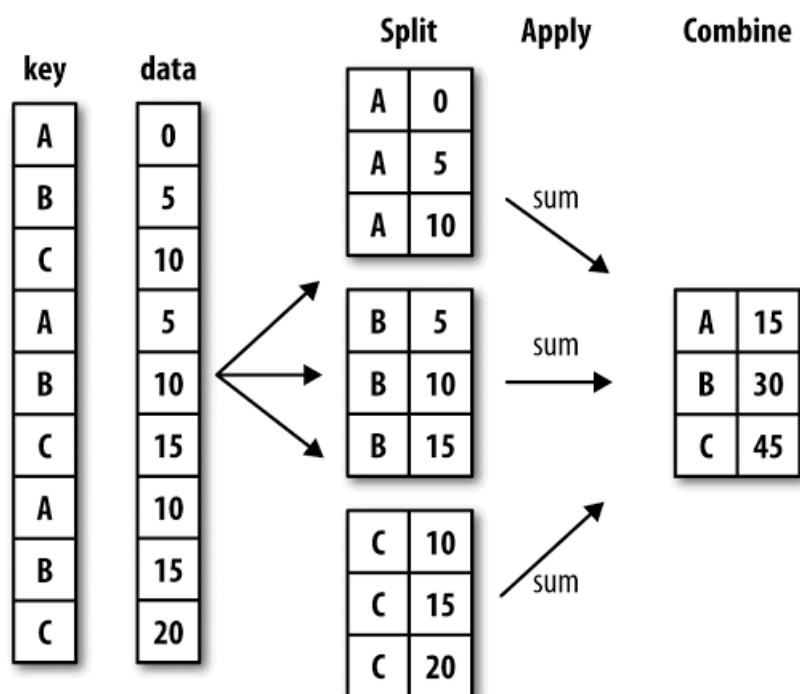 Split Apply Combine
key data
A 0
B 5
C 10
A 5
B 10
C 15
A 10
B 15
C 20
A 0
A 5
A 10
B 5
B 10
B 15
C 10
C 15
C 20
sum
sum
sum
A 15
B 30
C 45